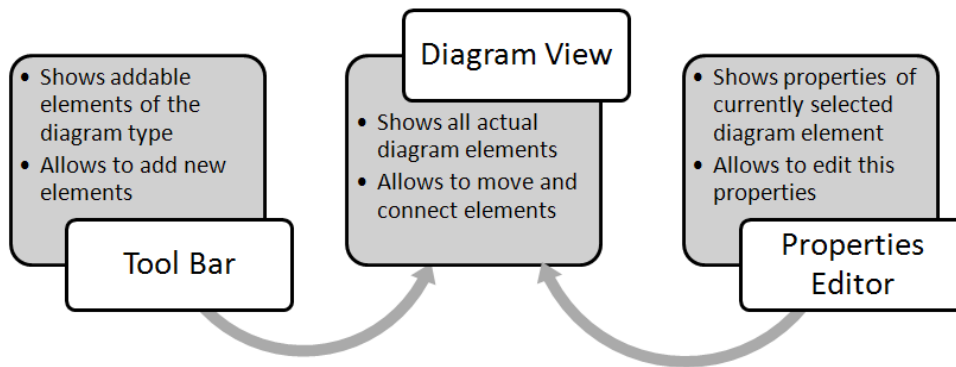 • Shows addable
elements of the
diagram type
• Allows to add new
elements
Tool Bar
Diagram View
• Shows all actual
diagram elements
• Allows to move and
connect elements
• Shows properties of
currently selected
diagram element
• Allows to edit this
properties
Properties
Editor